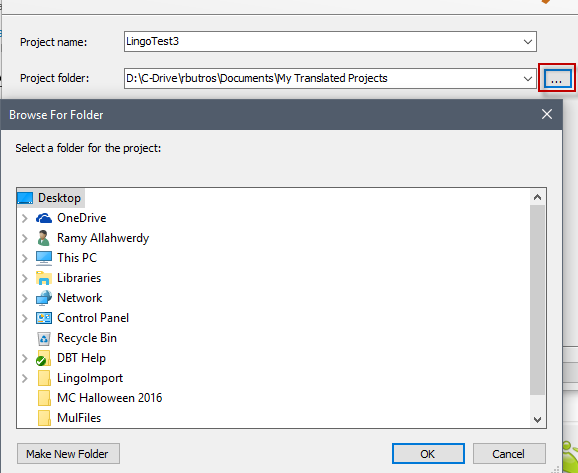 Project name: LingoTest3
Project folder: D:\C-Drive\rbutros\Documents\My Translated Projects ...
Browse For Folder
Select a folder for the project:
Desktop
OneDrive
Ramy Allahwerdy
This PC
Libraries
Network
Control Panel
Recycle Bin
DBT Help
LingoImport
MC Halloween 2016
MulFiles
Make New Folder OK Cancel